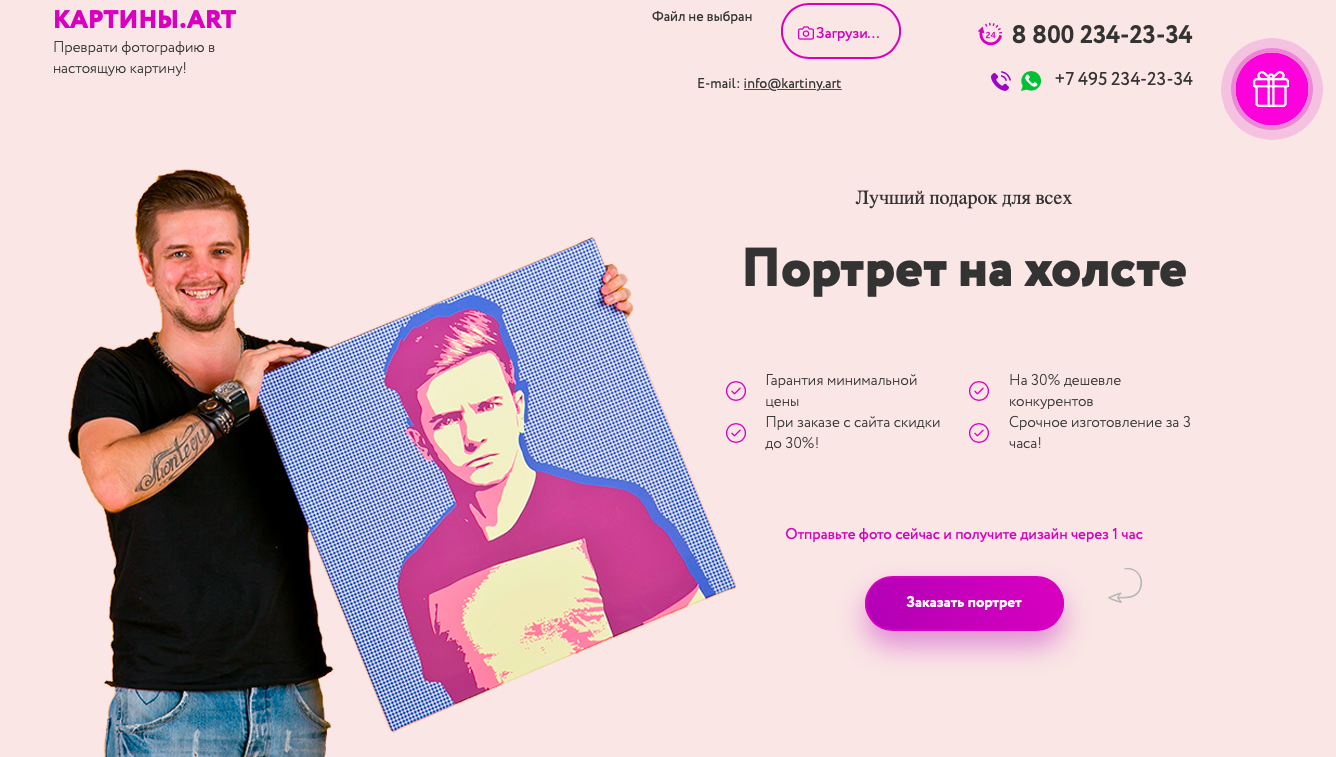 КАРТИНЫ.ART
Преврати фотографию в
настоящую картину!
Файл не выбран
Загрузи...
E-mail: info@kartiny.art
24
8 800 234-23-34
+7 495 234-23-34
Лучший подарок для всех
Портрет на холсте
Гарантия минимальной
цены
При заказе с сайта скидки
до 30%!
На 30% дешевле
конкурентов
Срочное изготовление за 3
часа!
Отправьте фото сейчас и получите дизайн через 1 час
Заказать портрет